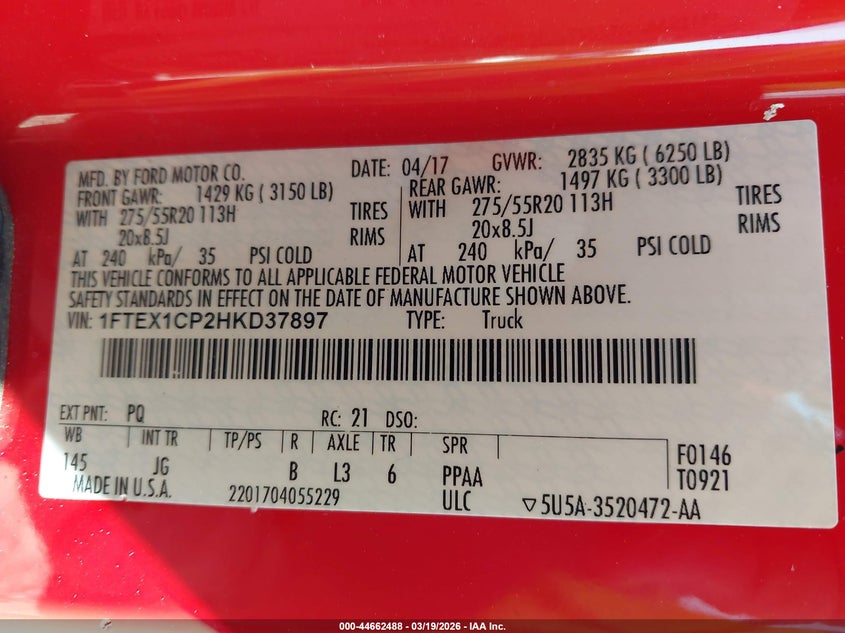 MFD. BY FORD MOTOR CO.
DATE: 04/17 GVWR: 2835 KG ( 6250 LB)
FRONT GAWR: 1429 KG ( 3150 LB)
REAR GAWR: 1497 KG ( 3300 LB)
WITH 275/55R20 113H TIRES
WITH 275/55R20 113H TIRES
20x8.5J RIMS
20x8.5J RIMS
AT 240 kPa/ 35 PSI COLD
AT 240 kPa/ 35 PSI COLD
THIS VEHICLE CONFORMS TO ALL APPLICABLE FEDERAL MOTOR VEHICLE
SAFETY STANDARDS IN EFFECT ON THE DATE OF MANUFACTURE SHOWN ABOVE.
VIN: 1FTEX1CP2HKD37897 TYPE: Truck
EXT PNT: PQ RC: 21 DSO:
WB INT TR TP/PS R AXLE TR SPR
145 JG B L3 6 PPAA
F0146
T0921
MADE IN U.S.A. 2201704055229 ULC ▽5U5A-3520472-AA
000-44662488 - 03/19/2026 - IAA Inc.